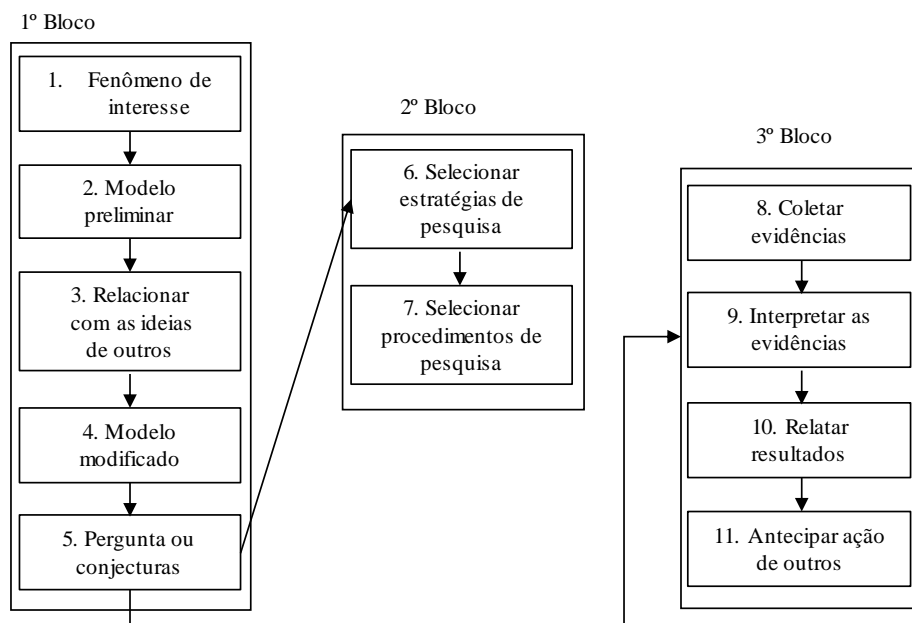 1º Bloco
1. Fenômeno de
interesse
2. Modelo
preliminar
3. Relacionar
com as ideias
de outros
4. Modelo
modificado
5. Pergunta ou
conjecturas
2º Bloco
6. Selecionar
estratégias de
pesquisa
7. Selecionar
procedimentos de
pesquisa
3º Bloco
8. Coletar
evidências
9. Interpretar as
evidências
10. Relatar
resultados
11. Antecipar ação
de outros